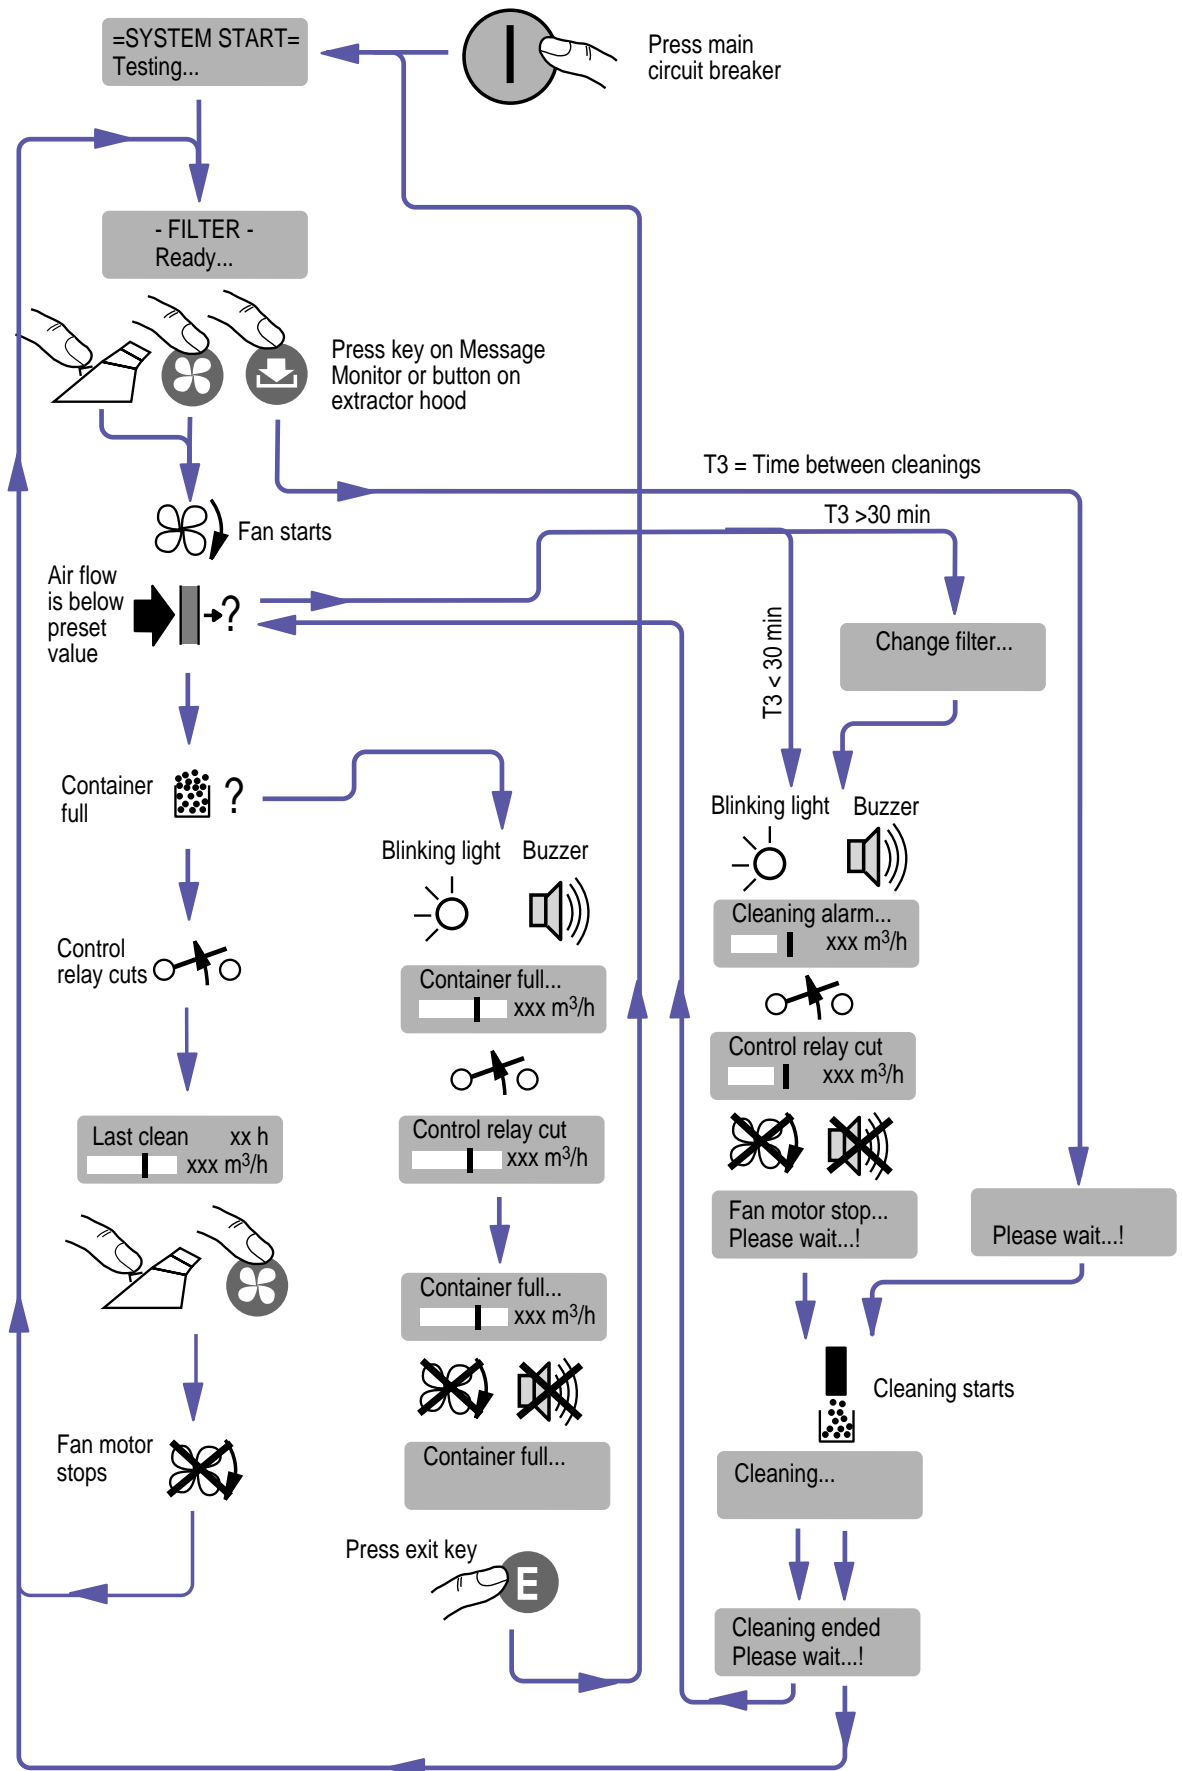 =SYSTEM START=
Testing...
Press main
circuit breaker
- FILTER -
Ready...
Press key on Message
Monitor or button on
extractor hood
T3 = Time between cleanings
T3 >30 min
Fan starts
Air flow
is below
preset
value
?
T3 < 30 min
Change filter...
Container
full
?
Blinking light
Buzzer
Blinking light
Buzzer
Cleaning alarm...
xxx m³/h
Control
relay cuts
Container full...
xxx m³/h
Control relay cut
xxx m³/h
Last clean xx h
xxx m³/h
Control relay cut
xxx m³/h
Fan motor stop...
Please wait...!
Please wait...!
Container full...
xxx m³/h
Cleaning starts
Fan motor
stops
Container full...
Cleaning...
Press exit key
E
Cleaning ended
Please wait...!